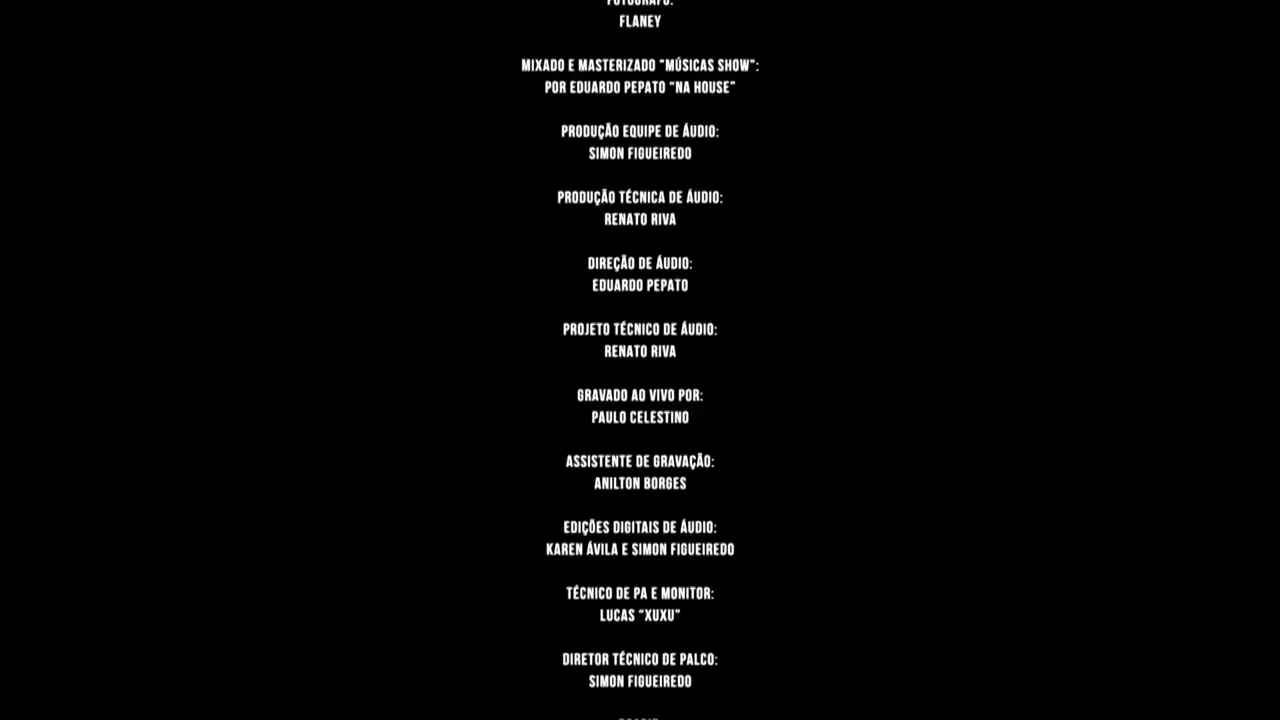 FOTÓGRAFO:
FLANEY
MIXADO E MASTERIZADO "MÚSICAS SHOW":
POR EDUARDO PEPATO "NA HOUSE"
PRODUÇÃO EQUIPE DE ÁUDIO:
SIMON FIGUEIREDO
PRODUÇÃO TÉCNICA DE ÁUDIO:
RENATO RIVA
DIREÇÃO DE ÁUDIO:
EDUARDO PEPATO
PROJETO TÉCNICO DE ÁUDIO:
RENATO RIVA
GRAVADO AO VIVO POR:
PAULO CELESTINO
ASSISTENTE DE GRAVAÇÃO:
ANILTON BORGES
EDIÇÕES DIGITAIS DE ÁUDIO:
KAREN ÁVILA E SIMON FIGUEIREDO
TÉCNICO DE PA E MONITOR:
LUCAS "XUXU"
DIRETOR TÉCNICO DE PALCO:
SIMON FIGUEIREDO